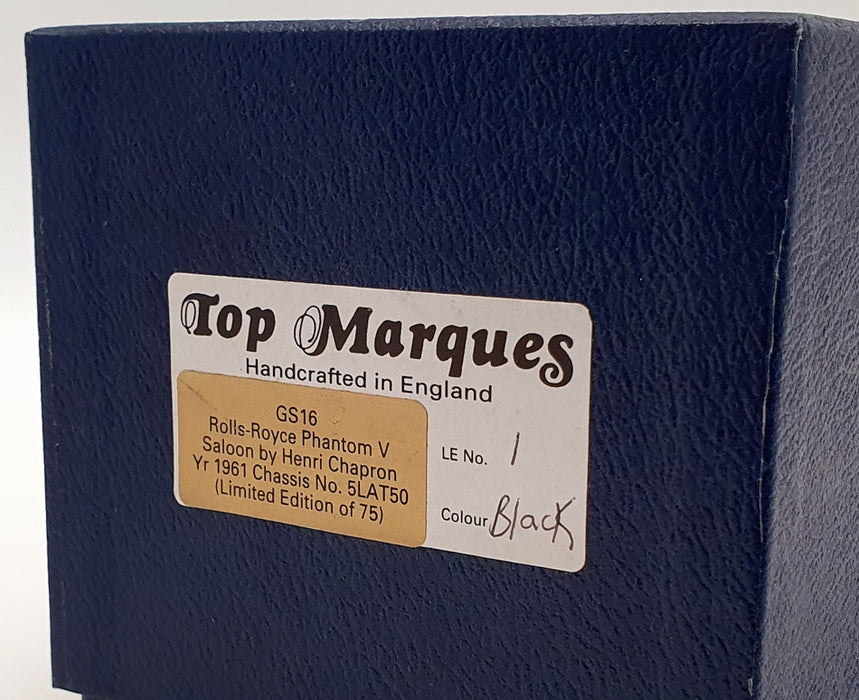 Top Marques
Handcrafted in England
GS16
Rolls-Royce Phantom V
Saloon by Henri Chapron
Yr 1961 Chassis No. 5LAT50
(Limited Edition of 75)
LE No. 1
Colour Black